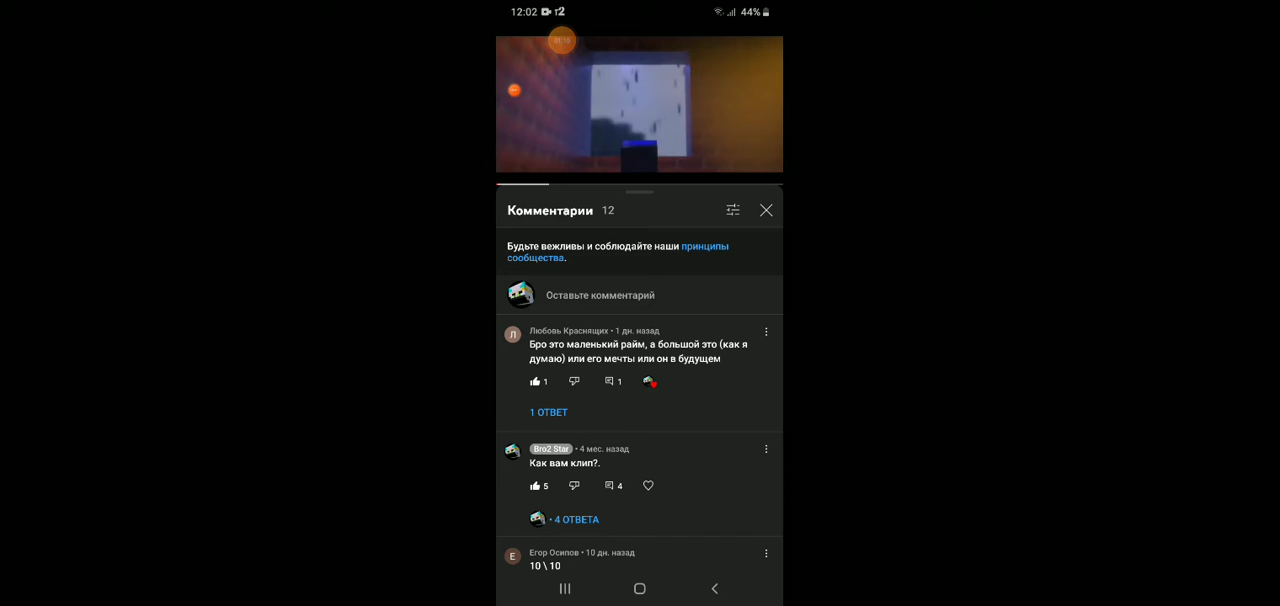 12:02 т2 44%
Комментарии 12
Будьте вежливы и соблюдайте наши принципы
сообщества.
Оставьте комментарий
Л
Любовь Краснящих • 1 дн. назад
Бро это маленький райм, а большой это (как я
думаю) или его мечты или он в будущем
1 1
1 ОТВЕТ
Bro2 Star • 4 мес. назад
Как вам клип?.
5 4
• 4 ОТВЕТА
Е
Егор Осипов • 10 дн. назад
10 \ 10